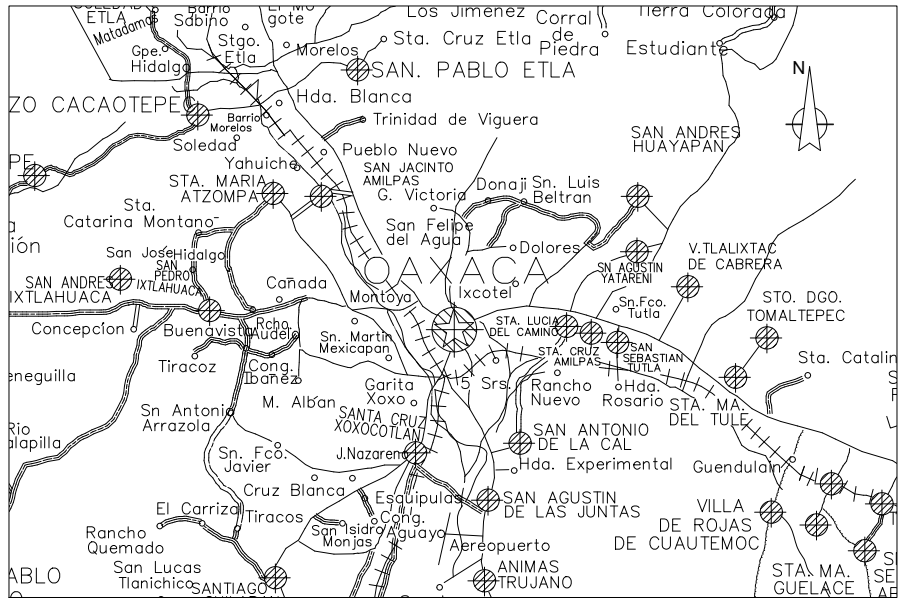 SOLEDAD
ETLA
Matadamas
Barrio
Sabino
gote
Los Jimenez
Corral
de
Piedra
Tierra Colorada
Stgo.
Etla
Morelos
Sta. Cruz Etla
Estudiante
Gpe.
Hidalgo
SAN. PABLO ETLA
N
ZO CACAOTEPE
Hda. Blanca
Barrio
Morelos
Trinidad de Viguera
SAN ANDRES
HUAYAPAN
Soledad
Pueblo Nuevo
Yahuiche
SAN JACINTO
AMILPAS
PE
STA. MARIA
ATZOMPA
G. Victoria
Donaji
Sn. Luis
Beltran
Sta.
Catarina Montano
San Felipe
del Agua
ión
San José
Hidalgo
Dolores
V.TLALIXTAC
DE CABRERA
SAN
PEDRO
IXTLAHUACA
OAXACA
SN AGUSTIN
YATARENI
SAN ANDRES
IXTLAHUACA
Cañada
Montoya
Ixcotel
Sn.Fco.
Tutla
STO. DGO.
TOMALTEPEC
Concepcíon
Buenavista
Rcho.
Audelo
Sn. Martin
Mexicapan
STA. LUCIA
DEL CAMINO
STA. CRUZ
AMILPAS
SAN
SEBASTIAN
TUTLA
Sta. Catarin
Tiracoz
Cong.
Ibañez
eneguilla
Garita
Xoxo
5 Srs.
Rancho
Nuevo
Hda.
Rosario
M. Alban
STA. MA.
DEL TULE
Sn Antonio
Arrazola
SANTA CRUZ
XOXOCOTLAN
Rio
alapilla
SAN ANTONIO
DE LA CAL
Sn. Fco.
Javier
J.Nazareno
Hda. Experimental
Guendulain
Cruz Blanca
Esquipulas
SAN AGUSTIN
DE LAS JUNTAS
VILLA
DE ROJAS
DE CUAUTEMOC
El Carrizal
Tiracos
Cong.
Aguayo
San Isidro
Monjas
Rancho
Quemado
Aereopuerto
San Lucas
Tlanichico
ANIMAS
TRUJANO
ABLO
SANTIAGO
STA. MA.
GUELACE